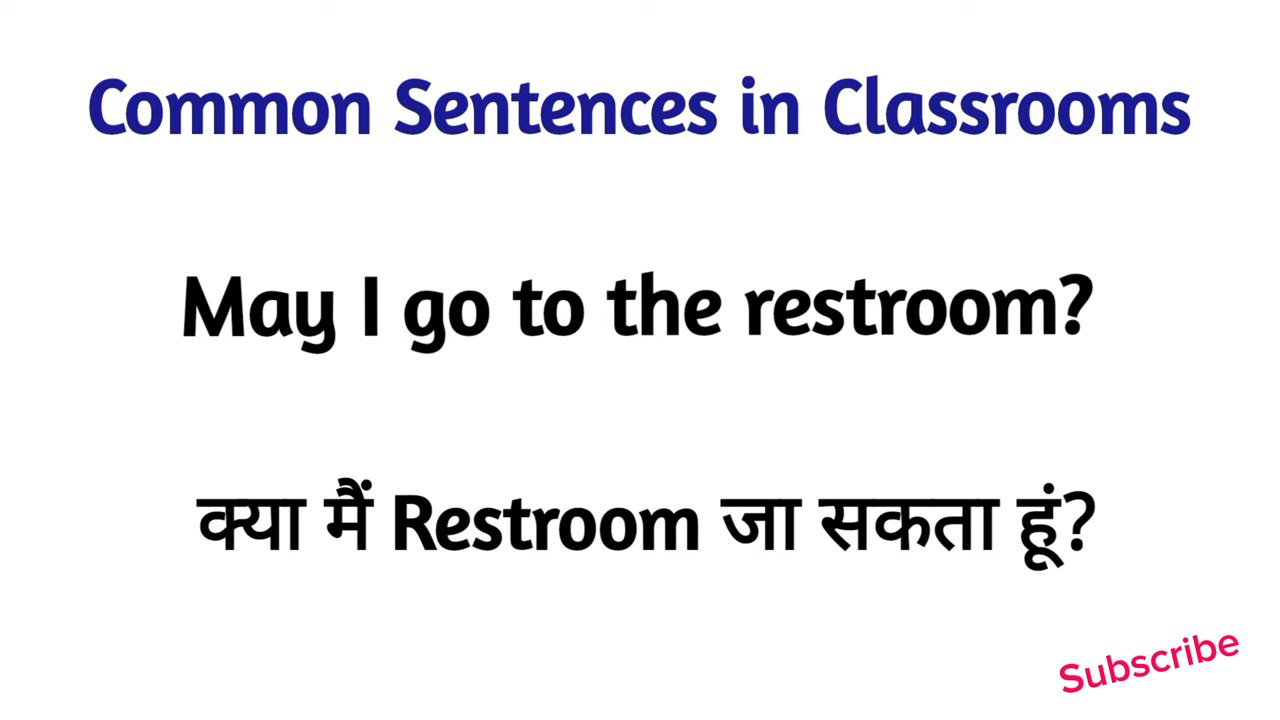 Common Sentences in Classrooms
May I go to the restroom?
क्या मैं Restroom जा सकता हूं?
Subscribe